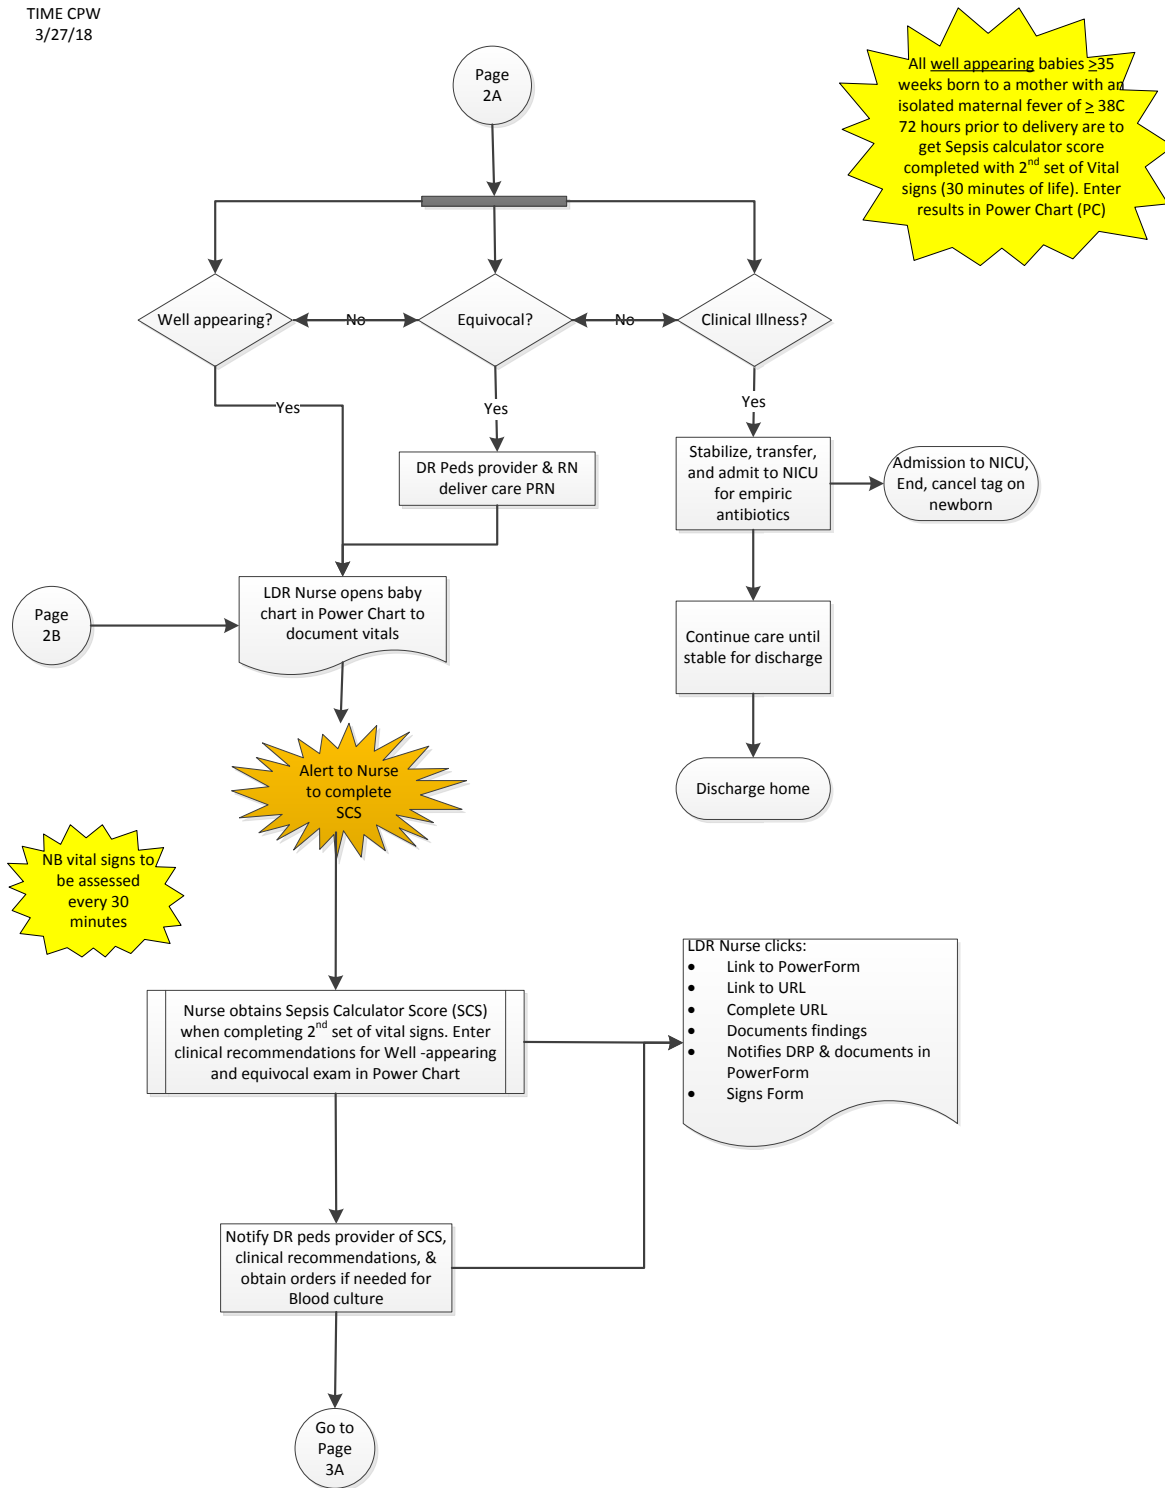 TIME CPW
3/27/18
Page
2A
All well appearing babies ≥35
weeks born to a mother with an
isolated maternal fever of ≥ 38C
72 hours prior to delivery are to
get Sepsis calculator score
completed with 2nd set of Vital
signs (30 minutes of life). Enter
results in Power Chart (PC)
Well appearing?
No
Equivocal?
No
Clinical Illness?
Yes
Yes
Yes
DR Peds provider & RN
deliver care PRN
Stabilize, transfer,
and admit to NICU
for empiric
antibiotics
Admission to NICU,
End, cancel tag on
newborn
Page
2B
LDR Nurse opens baby
chart in Power Chart to
document vitals
Continue care until
stable for discharge
Alert to Nurse
to complete
SCS
Discharge home
NB vital signs to
be assessed
every 30
minutes
Nurse obtains Sepsis Calculator Score (SCS)
when completing 2nd set of vital signs. Enter
clinical recommendations for Well -appearing
and equivocal exam in Power Chart
LDR Nurse clicks:
• Link to PowerForm
• Link to URL
• Complete URL
• Documents findings
• Notifies DRP & documents in
PowerForm
• Signs Form
Notify DR peds provider of SCS,
clinical recommendations, &
obtain orders if needed for
Blood culture
Go to
Page
3A